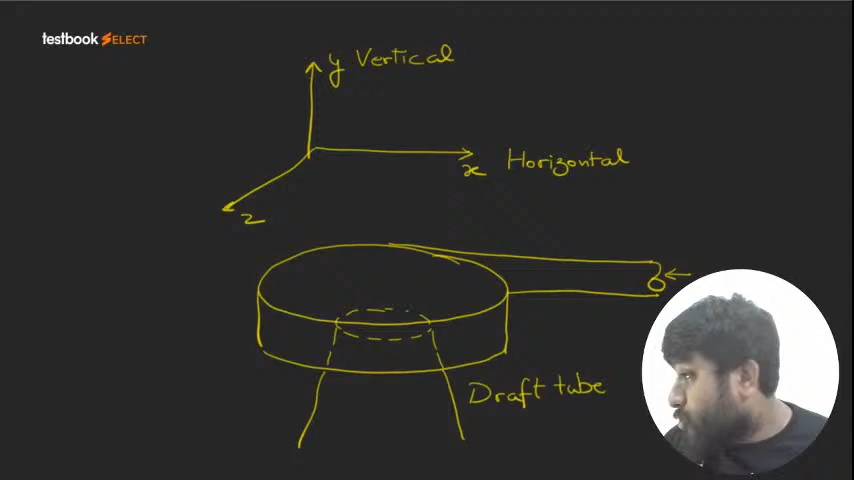 testbook SELECT
y Vertical
x Horizontal
z
Draft tube